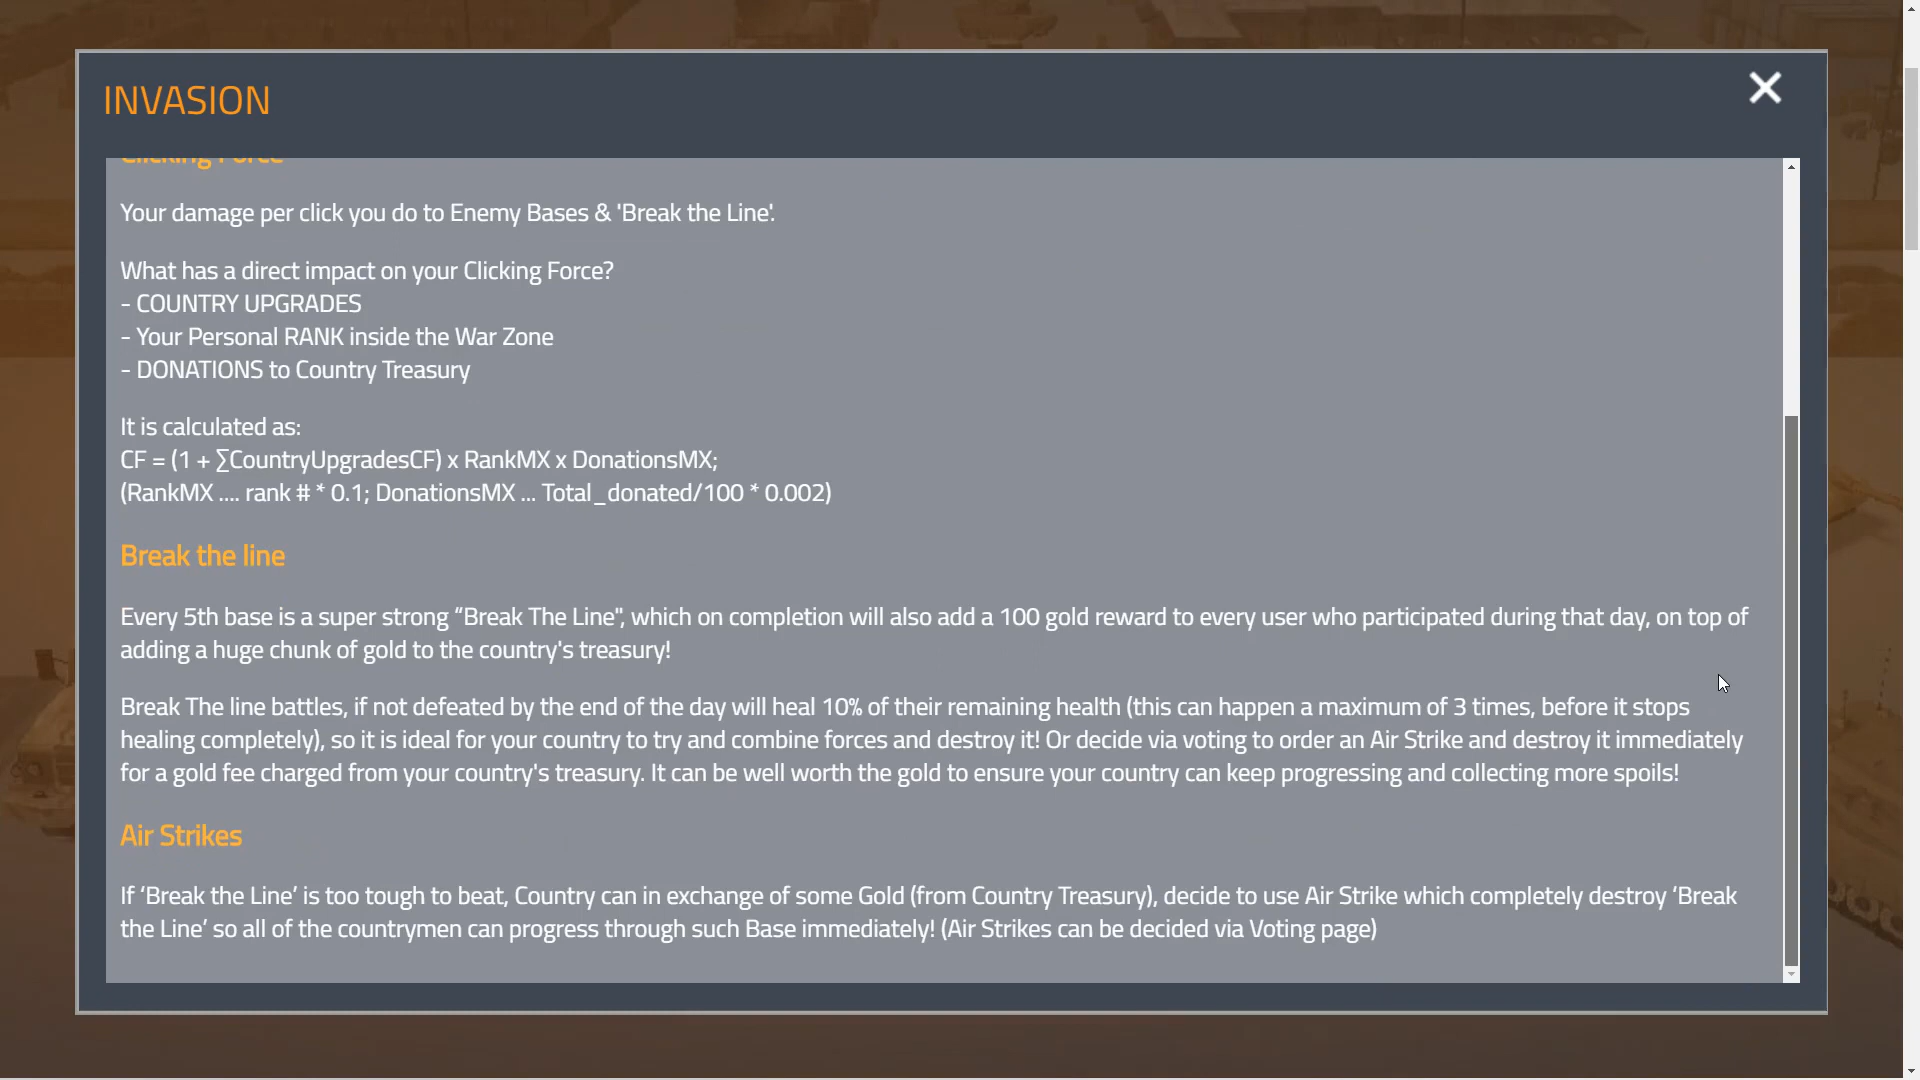 INVASION
Clicking Force
Your damage per click you do to Enemy Bases & 'Break the Line'.
What has a direct impact on your Clicking Force?
- COUNTRY UPGRADES
- Your Personal RANK inside the War Zone
- DONATIONS to Country Treasury
It is calculated as:
CF = (1 + ∑CountryUpgradesCF) x RankMX x DonationsMX;
(RankMX .... rank # * 0.1; DonationsMX ... Total_donated/100 * 0.002)
Break the line
Every 5th base is a super strong “Break The Line", which on completion will also add a 100 gold reward to every user who participated during that day, on top of
adding a huge chunk of gold to the country's treasury!
Break The line battles, if not defeated by the end of the day will heal 10% of their remaining health (this can happen a maximum of 3 times, before it stops
healing completely), so it is ideal for your country to try and combine forces and destroy it! Or decide via voting to order an Air Strike and destroy it immediately
for a gold fee charged from your country's treasury. It can be well worth the gold to ensure your country can keep progressing and collecting more spoils!
Air Strikes
If ‘Break the Line’ is too tough to beat, Country can in exchange of some Gold (from Country Treasury), decide to use Air Strike which completely destroy ‘Break
the Line’ so all of the countrymen can progress through such Base immediately! (Air Strikes can be decided via Voting page)